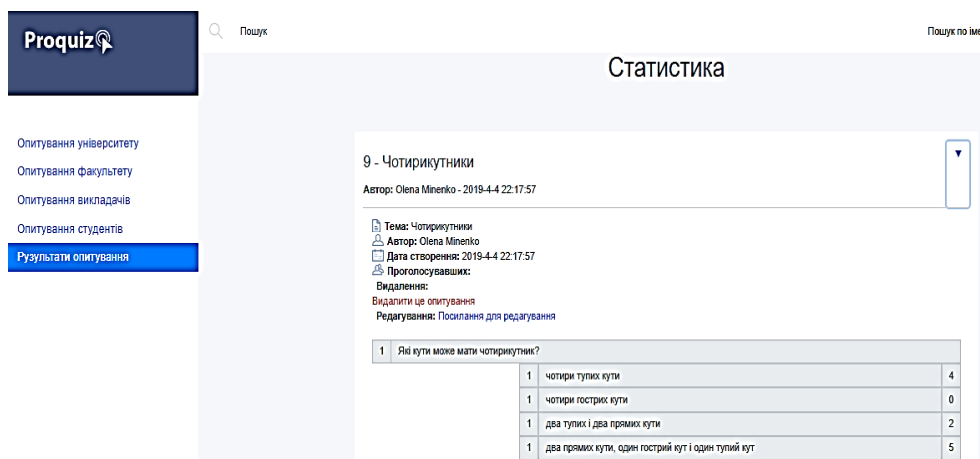 Proquiz
Пошук
Пошук по іме
Статистика
Опитування університету
Опитування факультету
Опитування викладачів
Опитування студентів
Рузультати опитування
9 - Чотирикутники
▼
Автор: Olena Minenko - 2019-4-4 22:17:57
Тема: Чотирикутники
Автор: Olena Minenko
Дата створення: 2019-4-4 22:17:57
Проголосувавших:
Видалення:
Видалити це опитування
Редагування: Посилання для редагування
1 Які кути може мати чотирикутник?
1 чотири тупих кути 4
1 чотири гострих кути 0
1 два тупих і два прямих кути 2
1 два прямих кути, один гострий кут і один тупий кут 5